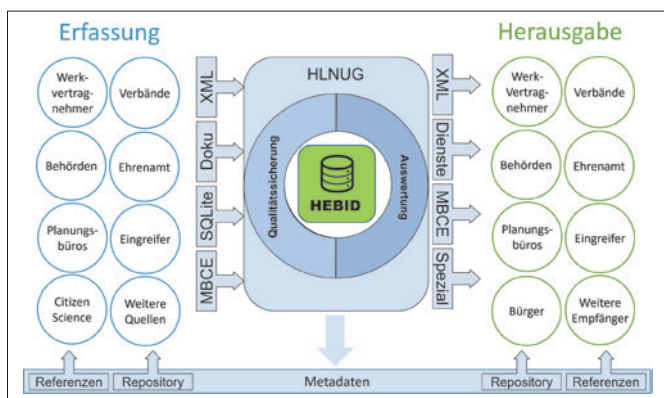 Erfassung
Werk-
vertrag-
nehmer
Verbände
Behörden
Ehrenamt
Planungs-
büros
Eingreifer
Citizen
Science
Weitere
Quellen
XML
Doku
SQLite
MBCE
HLNUG
Qualitätssicherung
Auswertung
HEBID
XML
Dienste
MBCE
Spezial
Herausgabe
Werk-
Vertrag-
nehmer
Verbände
Behörden
Ehrenamt
Planungs-
büros
Eingreifer
Bürger
Weitere
Empfänger
Referenzen
Repository
Metadaten
Repository
Referenzen